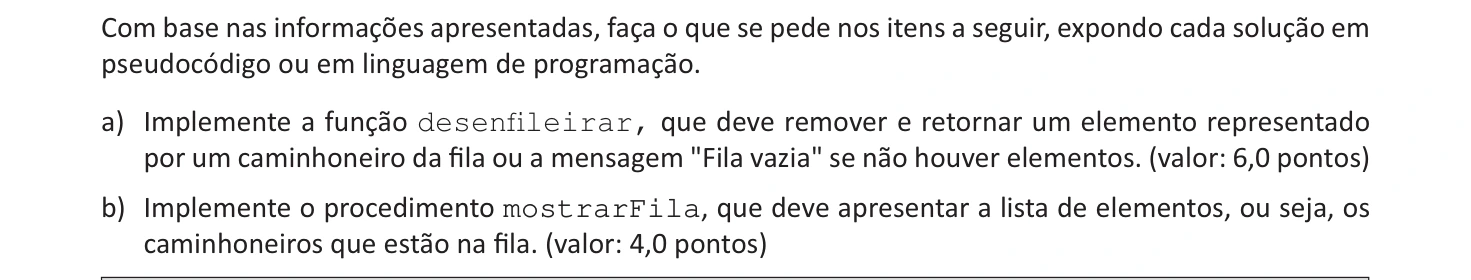 Com base nas informações apresentadas, faça o que se pede nos itens a seguir, expondo cada solução em
pseudocódigo ou em linguagem de programação.
a) Implemente a função desenfileirar, que deve remover e retornar um elemento representado
por um caminhoneiro da fila ou a mensagem "Fila vazia" se não houver elementos. (valor: 6,0 pontos)
b) Implemente o procedimento mostrarFila, que deve apresentar a lista de elementos, ou seja, os
caminhoneiros que estão na fila. (valor: 4,0 pontos)